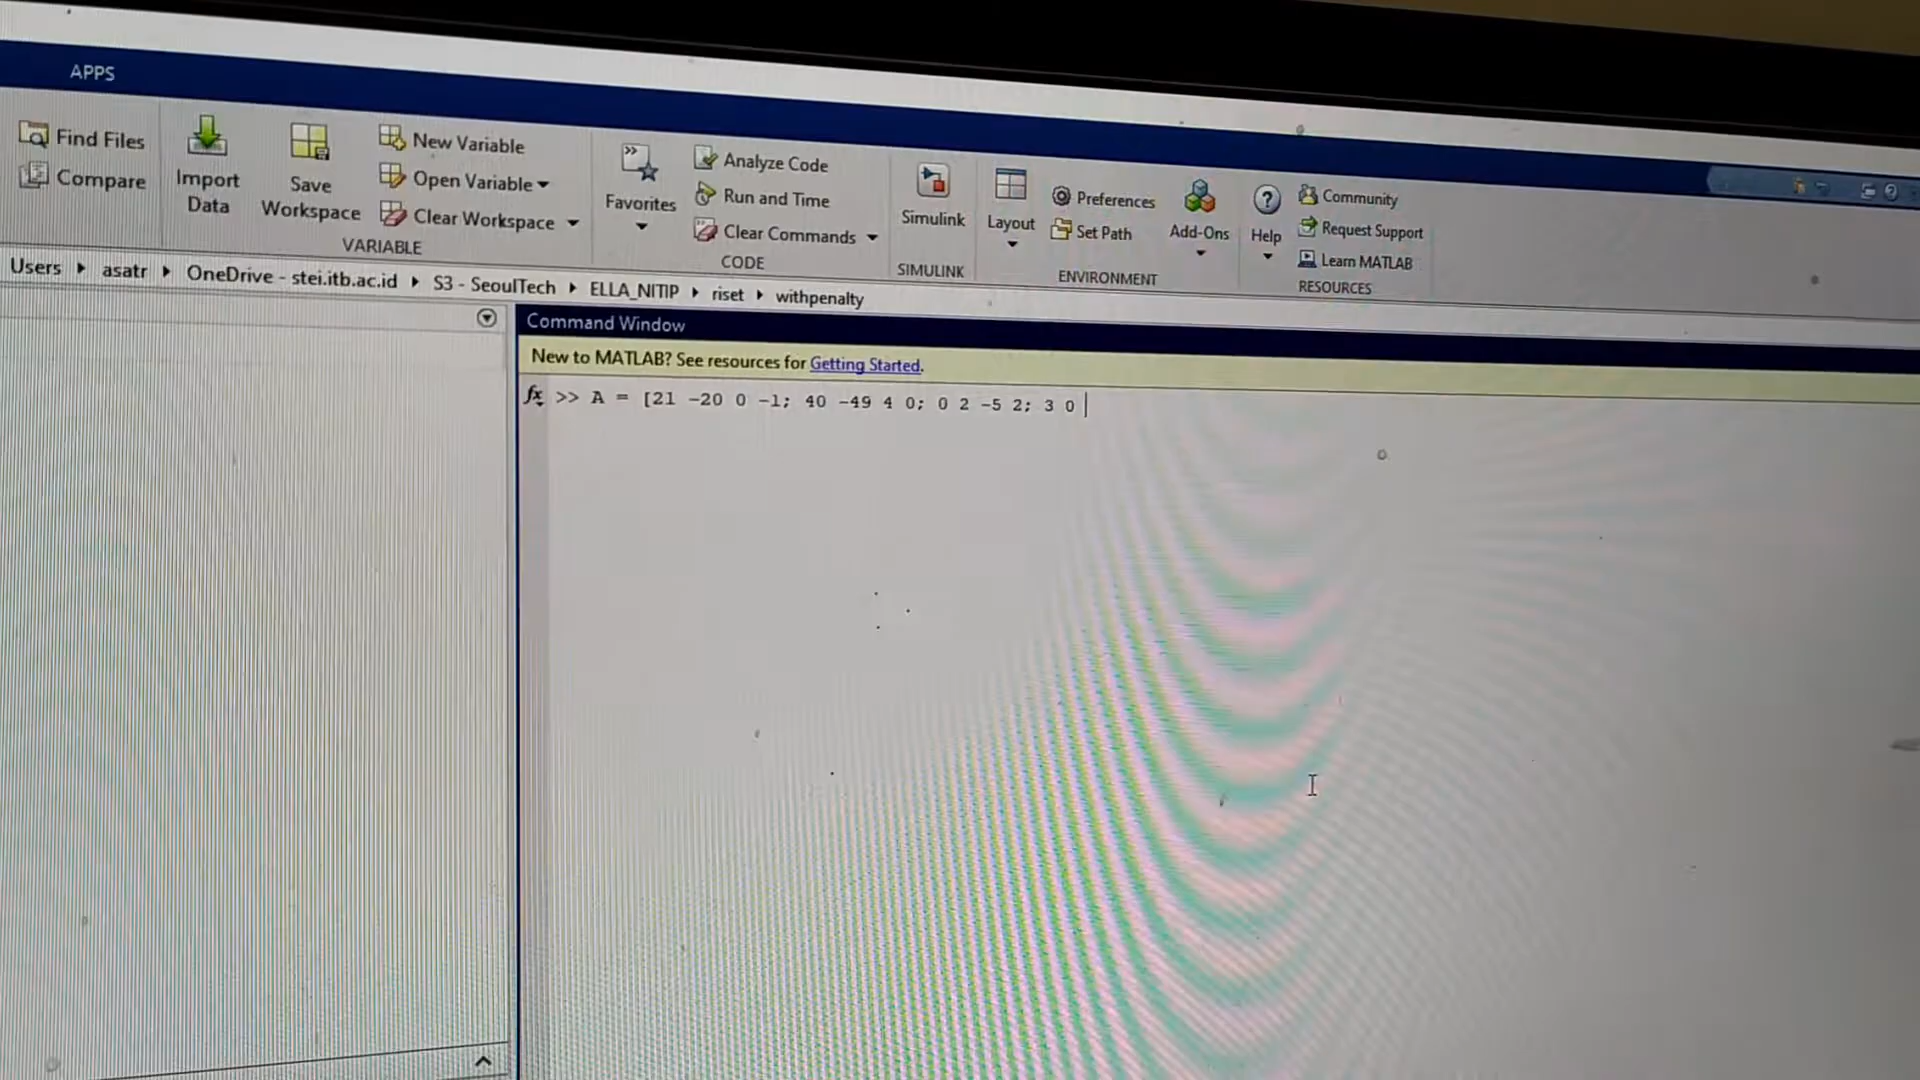 APPS
Find Files
Compare
Import
Data
Save
Workspace
New Variable
Open Variable
Clear Workspace
VARIABLE
Favorites
Analyze Code
Run and Time
Clear Commands
CODE
Simulink
SIMULINK
Layout
Preferences
Set Path
Add-Ons
ENVIRONMENT
? Help
Community
Request Support
Learn MATLAB
RESOURCES
Users ▸ asatr ▸ OneDrive - stei.itb.ac.id ▸ S3 - SeoulTech ▸ ELLA_NITIP ▸ riset ▸ withpenalty
Command Window
New to MATLAB? See resources for Getting Started.
fx >> A = [21 -20 0 -1; 40 -49 4 0; 0 2 -5 2; 3 0